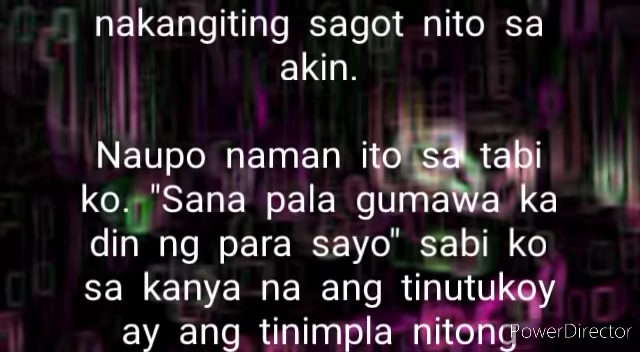 nakangiting sagot nito sa
akin.
Naupo naman ito sa tabi
ko. "Sana pala gumawa ka
din ng para sayo" sabi ko
sa kanya na ang tinutukoy
ay ang tinimpla nitong
PowerDirector